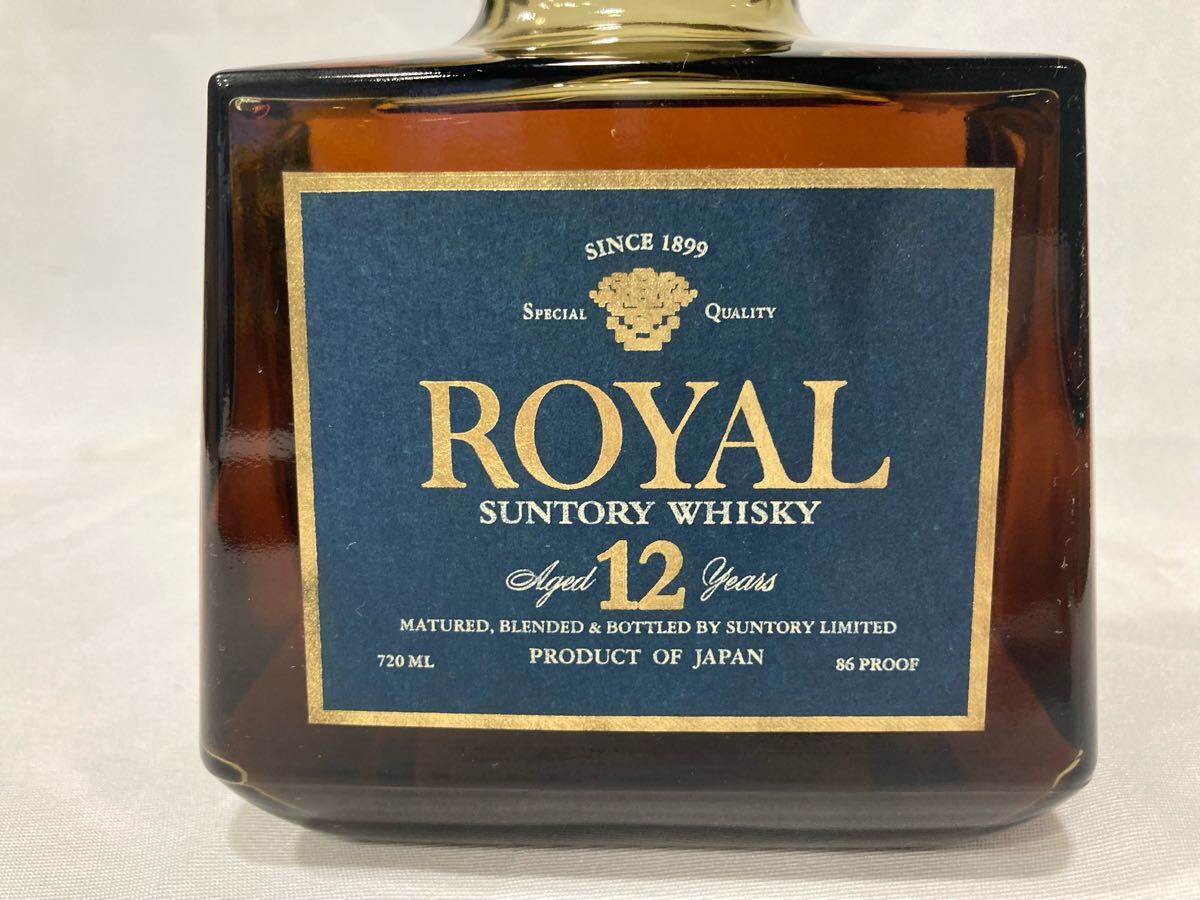 SINCE 1899
SPECIAL QUALITY
ROYAL
SUNTORY WHISKY
Aged 12 Years
MATURED, BLENDED & BOTTLED BY SUNTORY LIMITED
720 ML PRODUCT OF JAPAN 86 PROOF